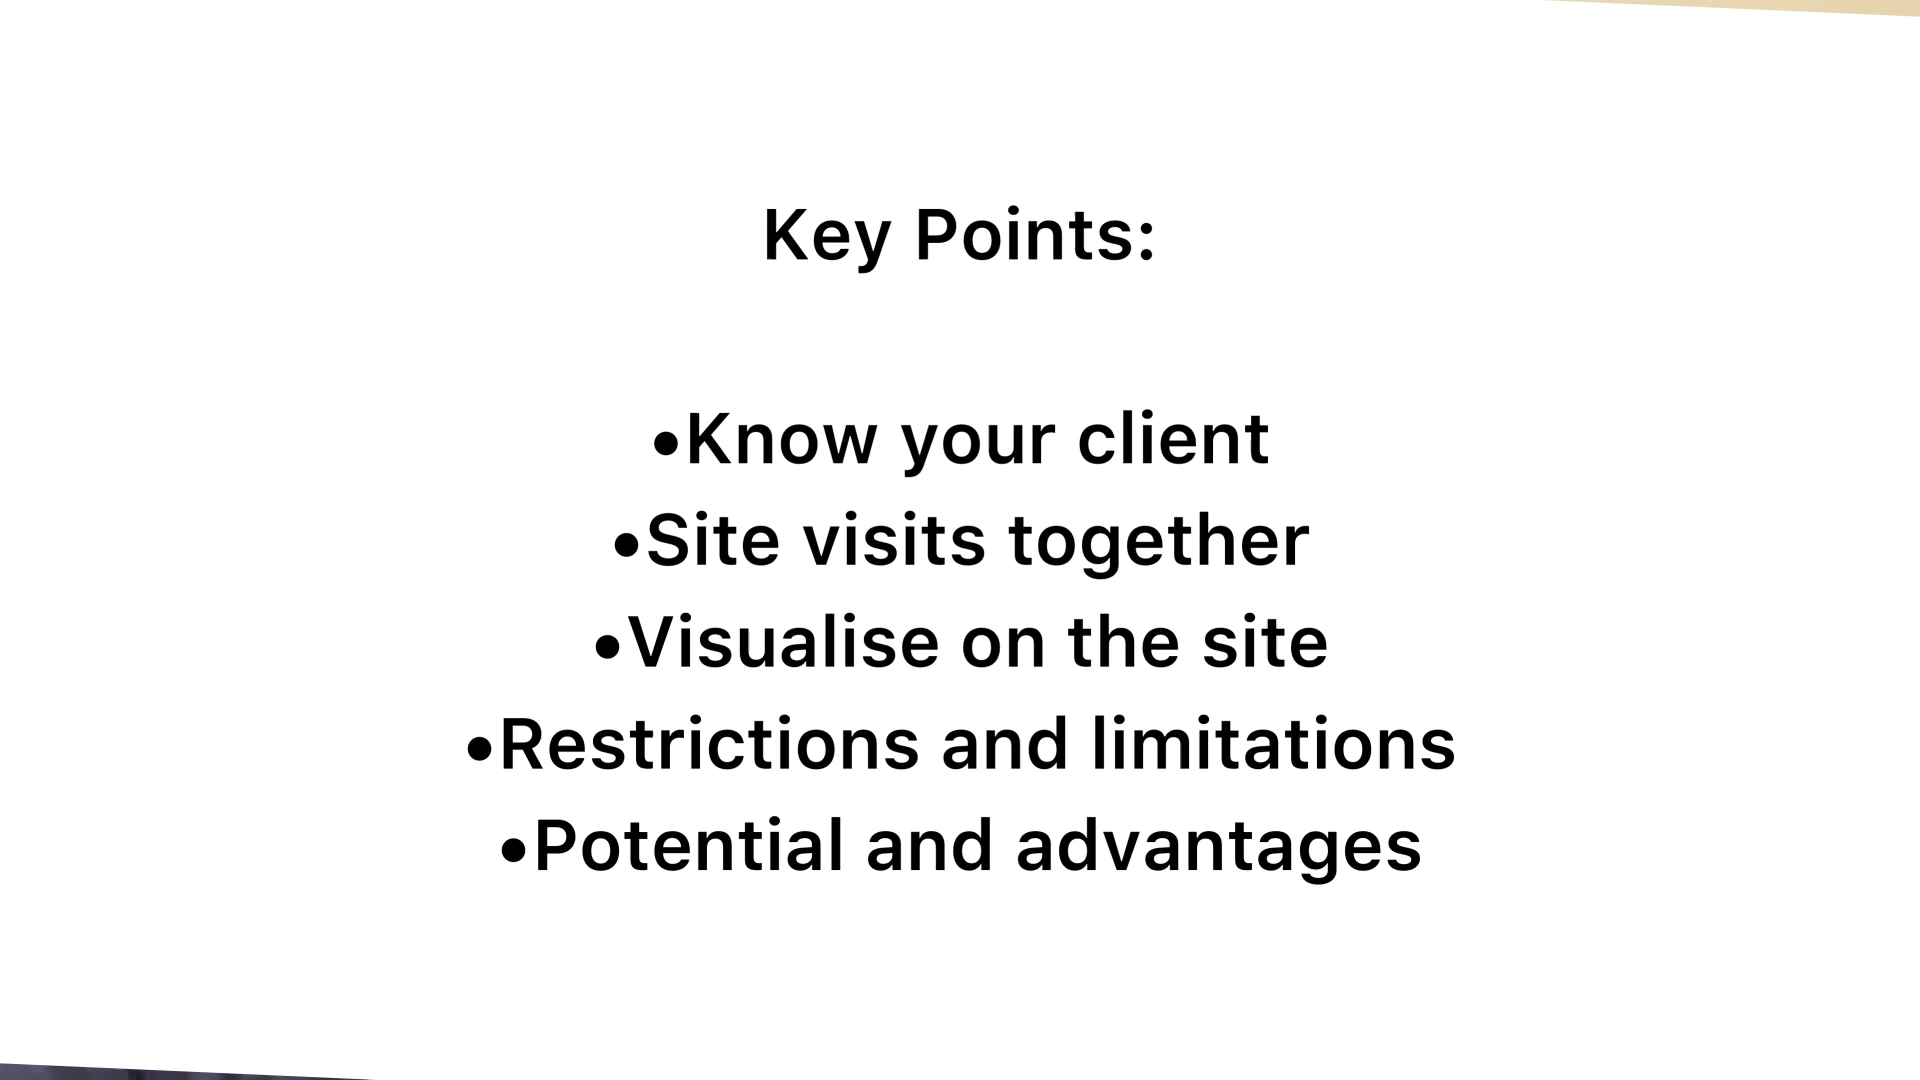 Key Points:
•Know your client
•Site visits together
•Visualise on the site
•Restrictions and limitations
•Potential and advantages